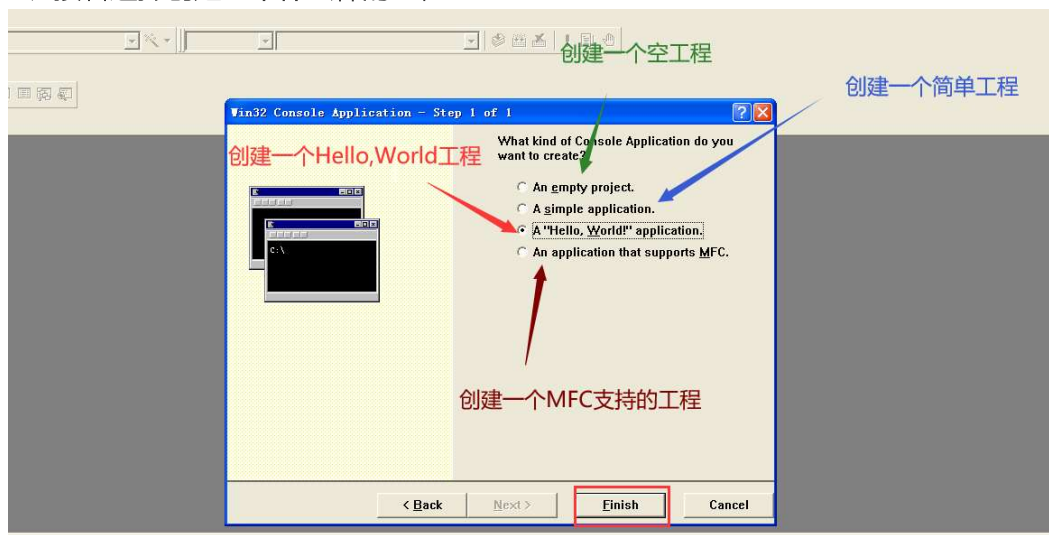 创建一个空工程
创建一个简单工程
Win32 Console Application - Step 1 of 1
创建一个Hello,World工程
What kind of Console Application do you
want to create?
An empty project.
A simple application.
A "Hello, World!" application.
An application that supports MFC.
C:\
创建一个MFC支持的工程
< Back
Next >
Finish
Cancel